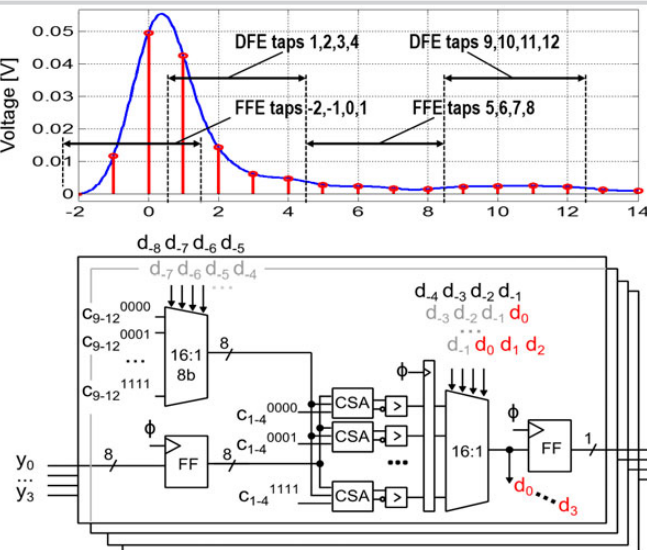 Voltage [V]
0.05
0.04
0.03
0.02
0.01
0
-2 0 2 4 6 8 10 12 14
DFE taps 1,2,3,4
DFE taps 9,10,11,12
FFE taps -2,-1,0,1
FFE taps 5,6,7,8
d-8 d-7 d-6 d-5
d-7 d-6 d-5 d-4
...
C9-12 0000
C9-12 0001
...
C9-12 1111
16:1
8b
8
d-4 d-3 d-2 d-1
d-3 d-2 d-1 d0
...
d-1 d0 d1 d2
ϕ
C1-4 0000
CSA
>
C1-4 0001
CSA
>
...
C1-4 1111
CSA
>
16:1
ϕ
FF
1
d0
d3
y0
...
y3
8
ϕ
FF
8